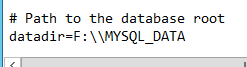 # Path to the database root
datadir=F:\\MYSQL_DATA